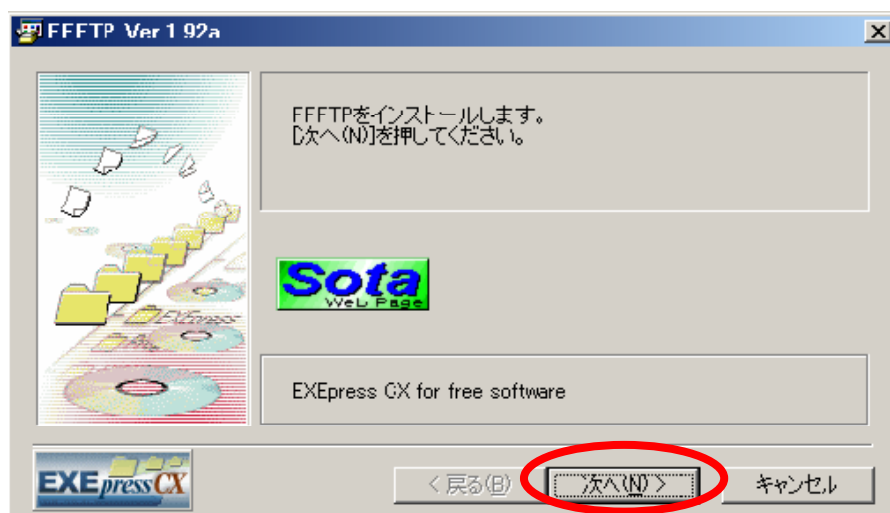 FFFTP Ver 1.92a
FFFTPをインストールします。
[次へ(N)]を押してください。
Sota
Web Page
EXEpress
EXEpress CX for free software
EXEpressCX
< 戻る(B)
次へ(N) >
キャンセル